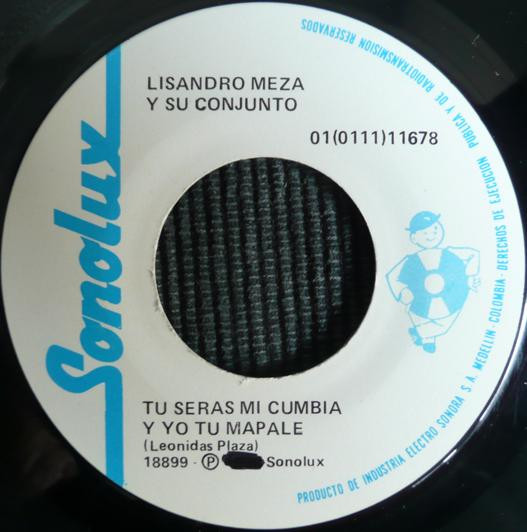 LISANDRO MEZA
Y SU CONJUNTO
01(0111)11678
Sonolux
TU SERAS MI CUMBIA
Y YO TU MAPALE
(Leonidas Plaza)
18899 - Ⓟ Sonolux
PRODUCTO DE INDUSTRIA ELECTRO SONORA S. A. MEDELLIN - COLOMBIA - DERECHOS DE EJECUCION PUBLICA Y DE RADIOTRANSMISION RESERVADOS